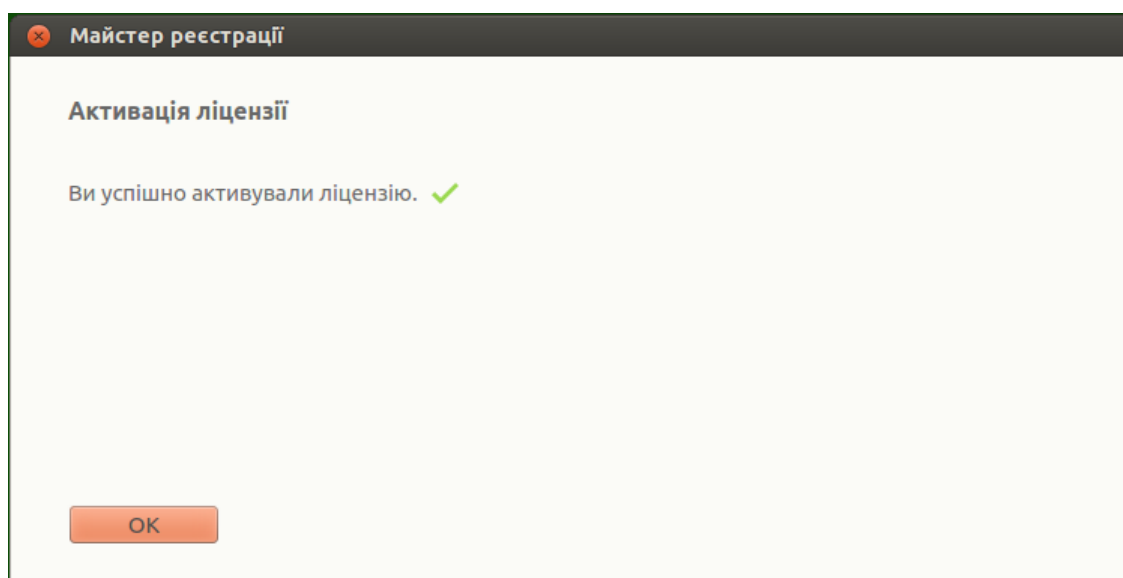 Майстер реєстрації
Активація ліцензії
Ви успішно активували ліцензію.
OK